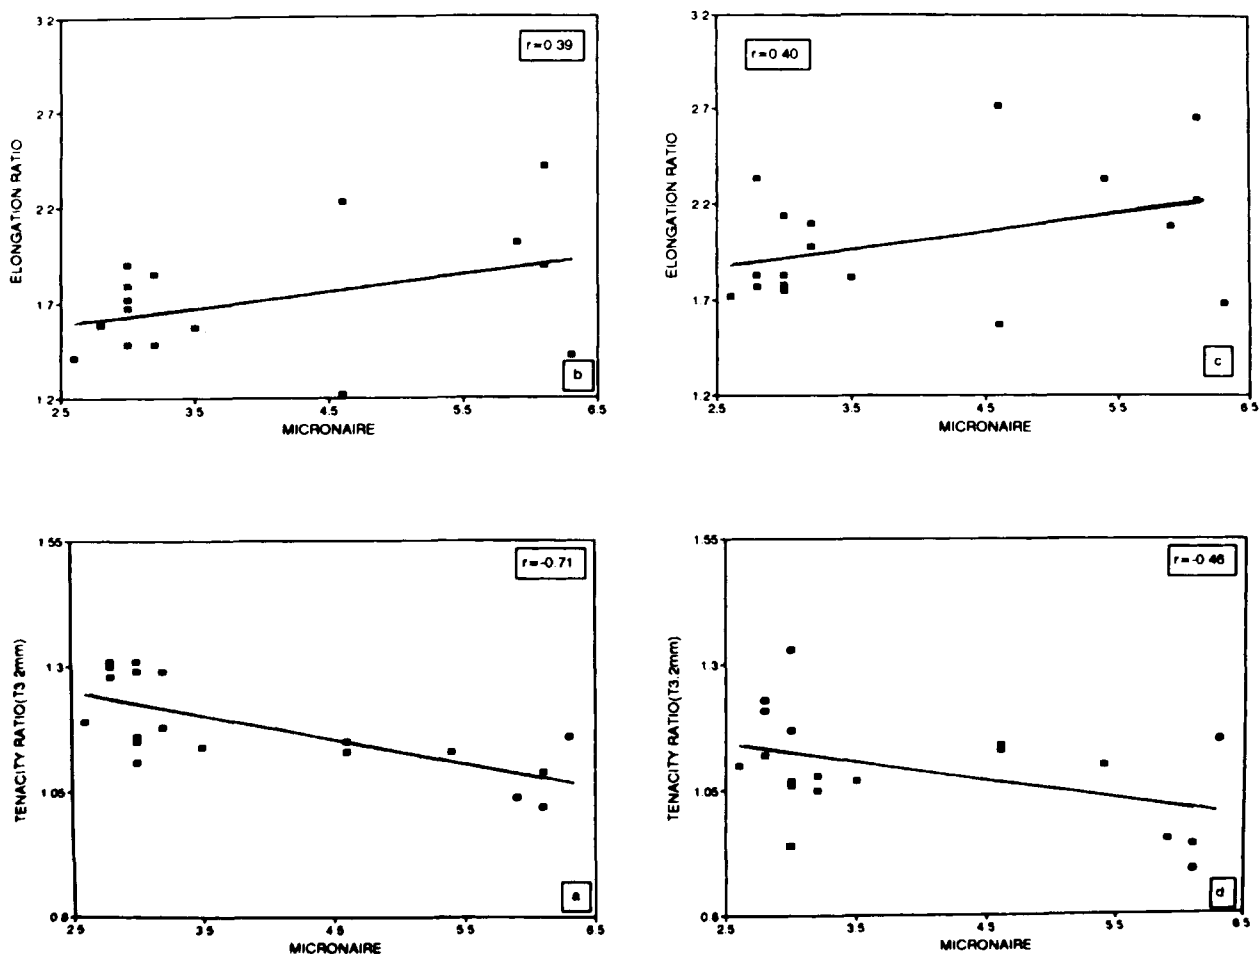 3 2
r=0 39
2 7
ELONGATION RATIO
2 2
1.7
b
1 2
2 5
3 5
4 5
5 5
6 5
MICRONAIRE
3 2
r=0 40
2 7
ELONGATION RATIO
2 2
1 7
c
1 2
2 5
3 5
4 5
5 5
6 5
MICRONAIRE
1 55
r=-0.71
1 3
TENACITY RATIO(T3 2mm)
1.05
a
0 8
2 5
3 5
4 5
5 5
6 5
MICRONAIRE
1 55
r=-0.46
1 3
TENACITY RATIO(T3.2mm)
1.05
d
0 8
2 5
3 5
4 5
5 5
6 5
MICRONAIRE